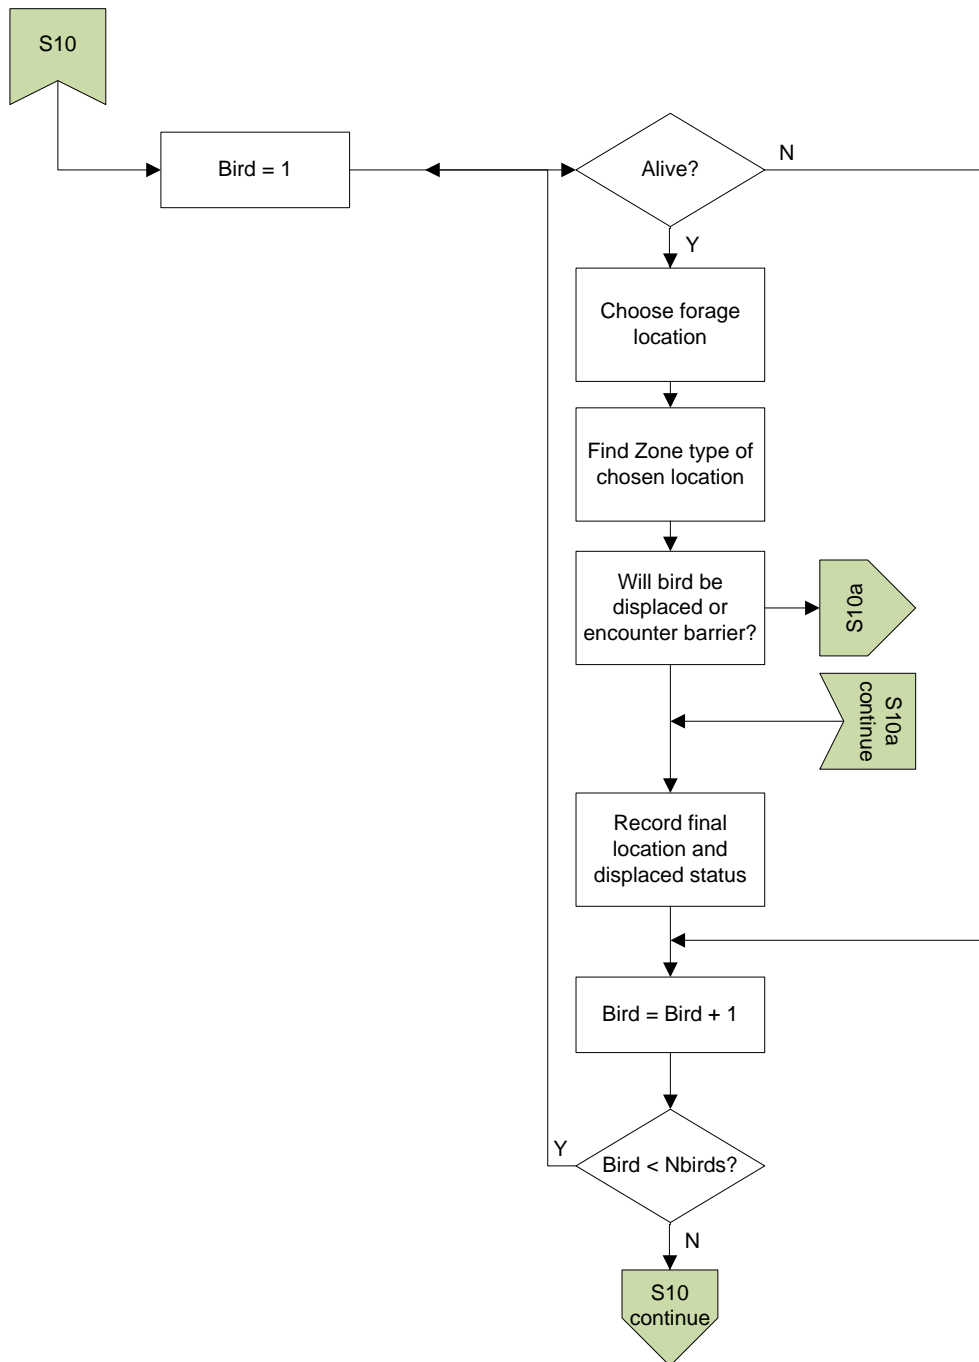 S10
Bird = 1
Alive?
N
Y
Choose forage
location
Find Zone type of
chosen location
Will bird be
displaced or
encounter barrier?
S10a
S10a
continue
Record final
location and
displaced status
Bird = Bird + 1
Y
Bird < Nbirds?
N
S10
continue